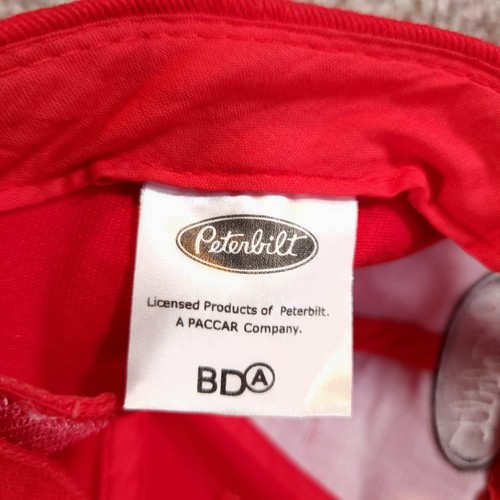 Peterbilt
Licensed Products of Peterbilt.
A PACCAR Company.
BDⒶ